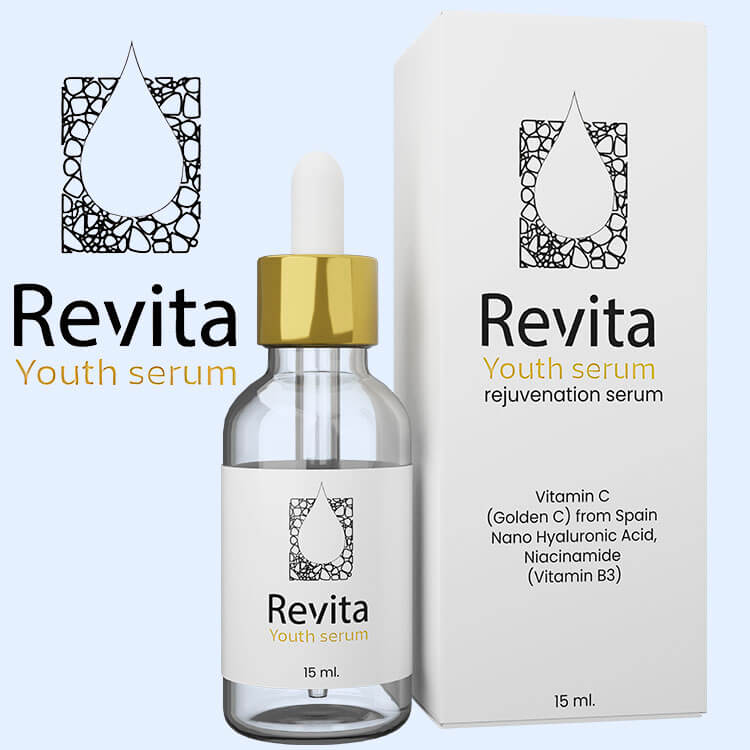 Revita
Youth serum
Revita
Youth serum
rejuvenation serum
Vitamin C
(Golden C) from Spain
Nano Hyaluronic Acid,
Niacinamide
(Vitamin B3)
15 ml.
Revita
Youth serum
15 ml.